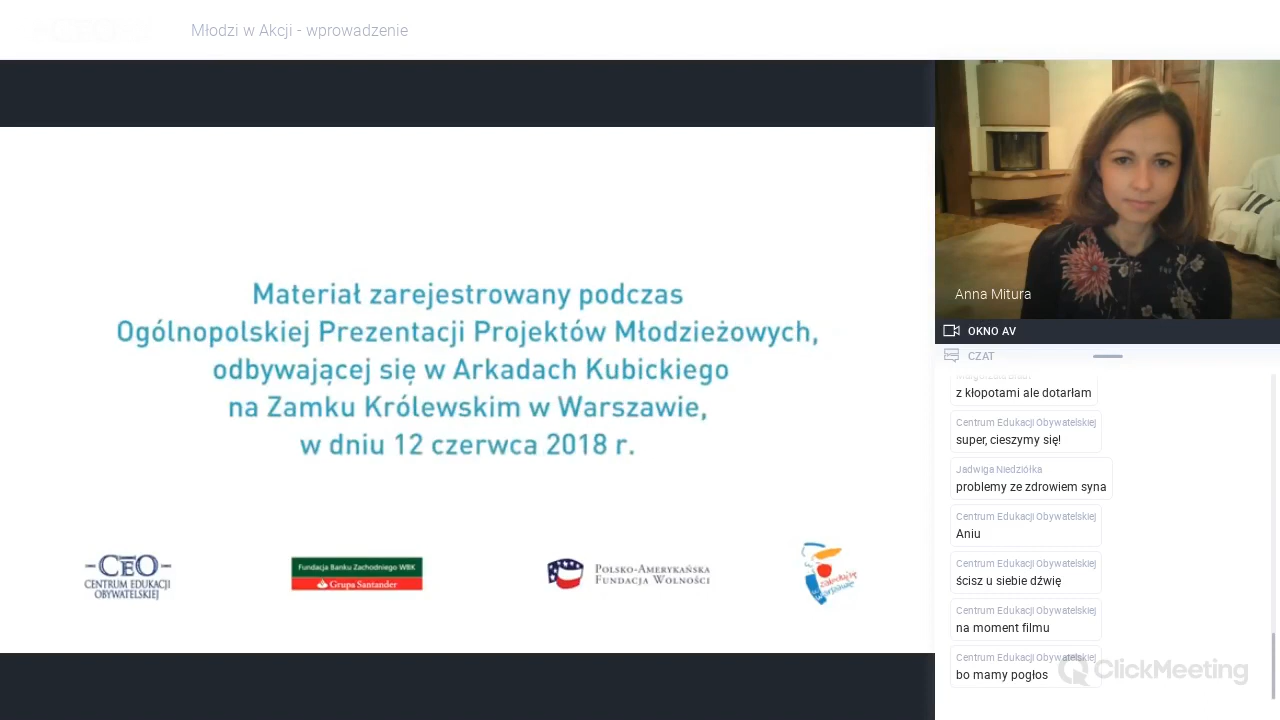 Młodzi w Akcji - wprowadzenie
Materiał zarejestrowany podczas
Ogólnopolskiej Prezentacji Projektów Młodzieżowych,
odbywającej się w Arkadach Kubickiego
na Zamku Królewskim w Warszawie,
w dniu 12 czerwca 2018 r.
CEO
CENTRUM EDUKACJI
OBYWATELSKIEJ
Fundacja Banku Zachodniego WBK
Grupa Santander
POLSKO-AMERYKAŃSKA
FUNDACJA WOLNOŚCI
Anna Mitura
OKNO AV
CZAT
z kłopotami ale dotarłam
Centrum Edukacji Obywatelskiej
super, cieszymy się!
Jadwiga Niedziółka
problemy ze zdrowiem syna
Centrum Edukacji Obywatelskiej
Aniu
Centrum Edukacji Obywatelskiej
ścisz u siebie dźwię
Centrum Edukacji Obywatelskiej
na moment filmu
Centrum Edukacji Obywatelskiej
bo mamy pogłos
ClickMeeting